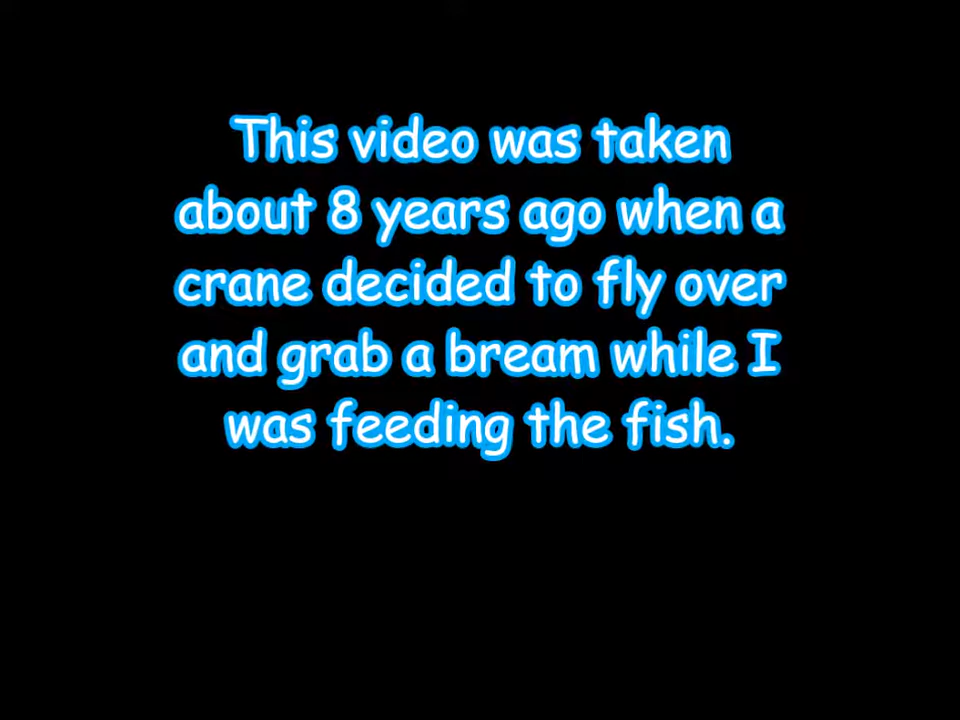 This video was taken
about 8 years ago when a
crane decided to fly over
and grab a bream while I
was feeding the fish.